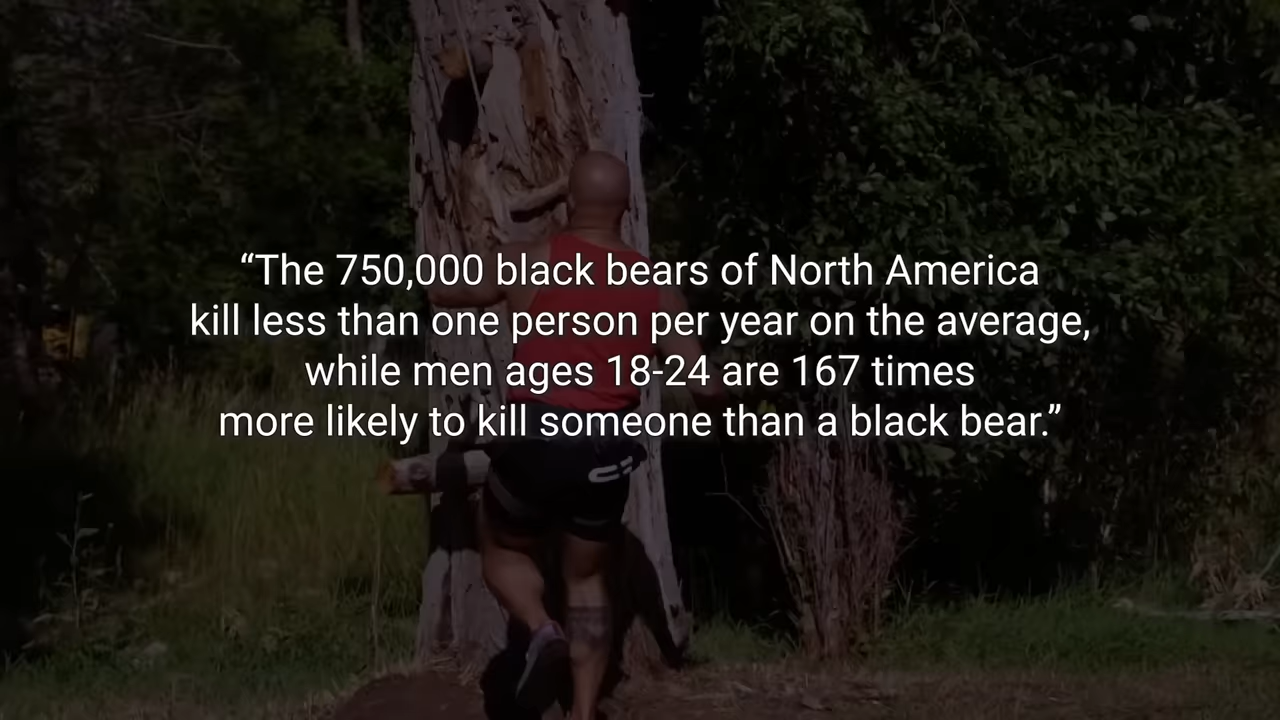 “The 750,000 black bears of North America
kill less than one person per year on the average,
while men ages 18-24 are 167 times
more likely to kill someone than a black bear.”